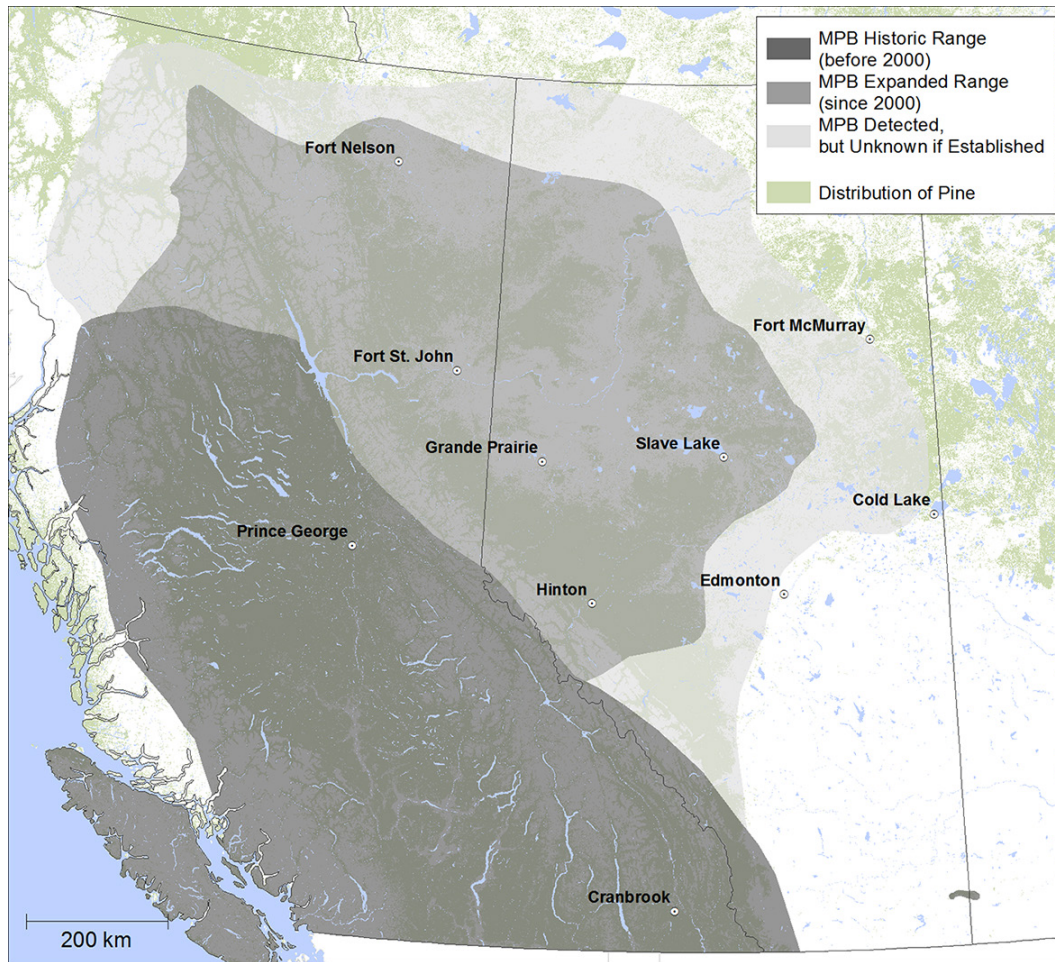 MPB Historic Range
(before 2000)
MPB Expanded Range
(since 2000)
MPB Detected,
but Unknown if Established
Distribution of Pine
Fort Nelson
Fort McMurray
Fort St. John
Grande Prairie
Slave Lake
Cold Lake
Prince George
Edmonton
Hinton
Cranbrook
200 km